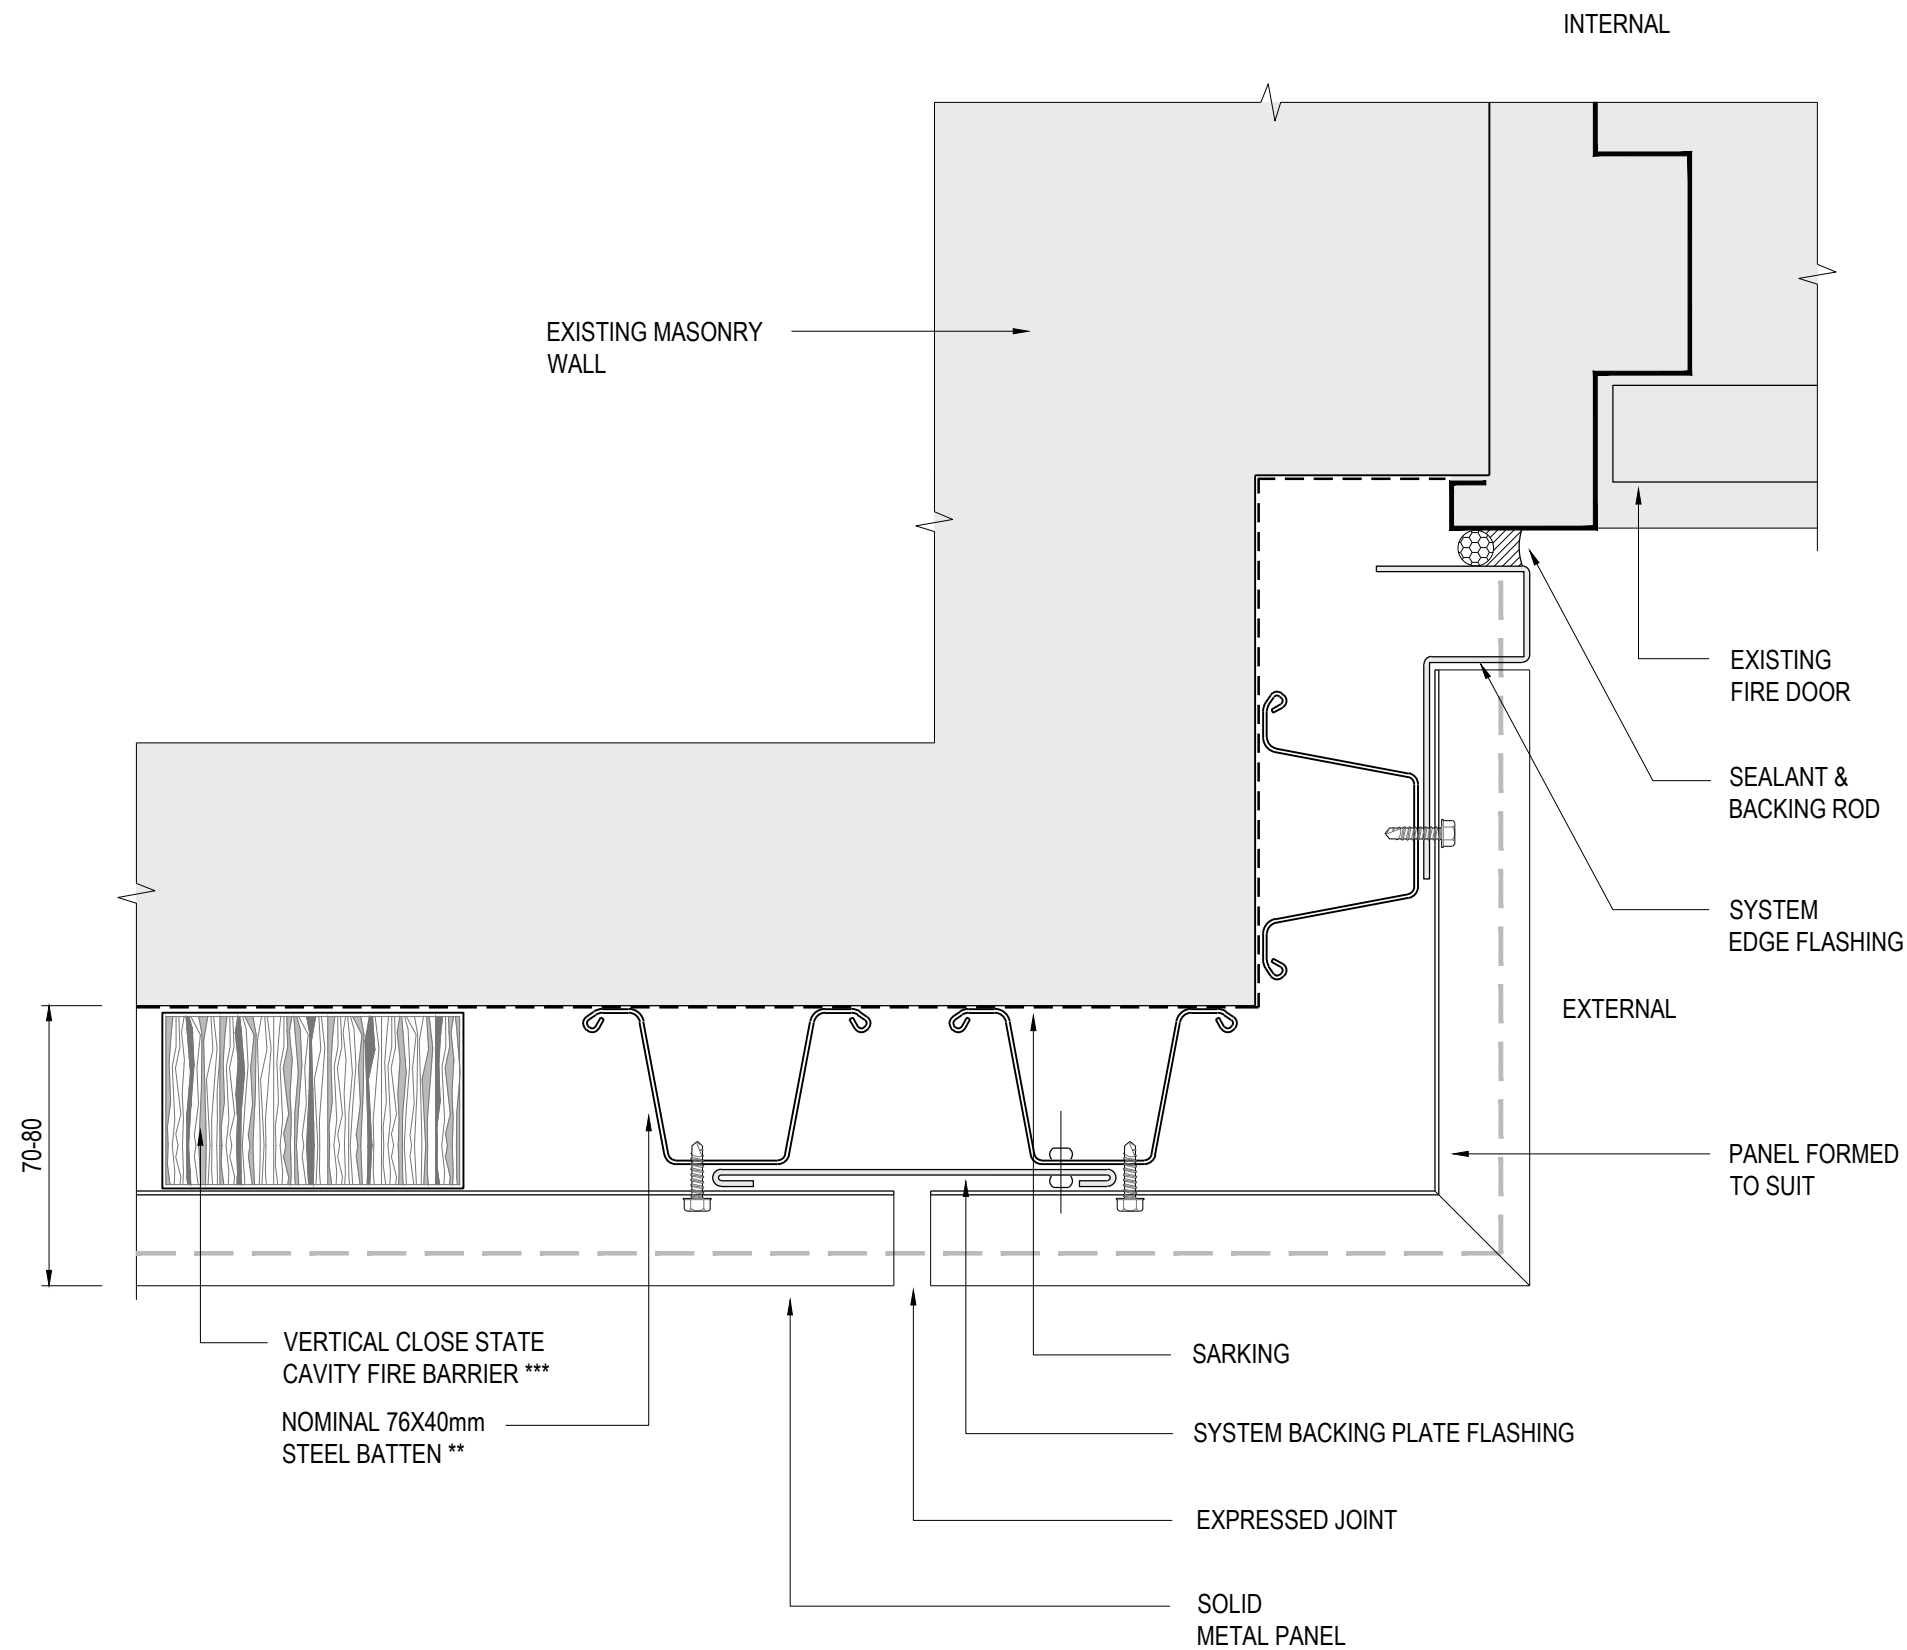 INTERNAL
EXISTING MASONRY
WALL
EXISTING
FIRE DOOR
SEALANT &
BACKING ROD
SYSTEM
EDGE FLASHING
EXTERNAL
70-80
PANEL FORMED
TO SUIT
VERTICAL CLOSE STATE
CAVITY FIRE BARRIER ***
NOMINAL 76X40mm
STEEL BATTEN **
SARKING
SYSTEM BACKING PLATE FLASHING
EXPRESSED JOINT
SOLID
METAL PANEL